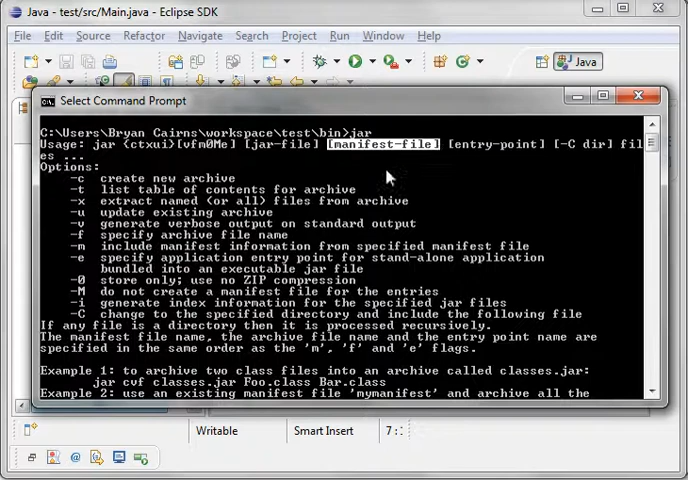 Java - test/src/Main.java - Eclipse SDK
File Edit Source Refactor Navigate Search Project Run Window Help
Java
Select Command Prompt
C:\Users\Bryan Cairns\workspace\test\bin>jar
Usage: jar {ctxui}[vfm0Me] [jar-file] [manifest-file] [entry-point] [-C dir] fil
es ...
Options:
-c create new archive
-t list table of contents for archive
-x extract named (or all) files from archive
-u update existing archive
-v generate verbose output on standard output
-f specify archive file name
-m include manifest information from specified manifest file
-e specify application entry point for stand-alone application
bundled into an executable jar file
-0 store only; use no ZIP compression
-M do not create a manifest file for the entries
-i generate index information for the specified jar files
-C change to the specified directory and include the following file
If any file is a directory then it is processed recursively.
The manifest file name, the archive file name and the entry point name are
specified in the same order as the 'm', 'f' and 'e' flags.
Example 1: to archive two class files into an archive called classes.jar:
jar cvf classes.jar Foo.class Bar.class
Example 2: use an existing manifest file 'mymanifest' and archive all the
Writable Smart Insert 7 :